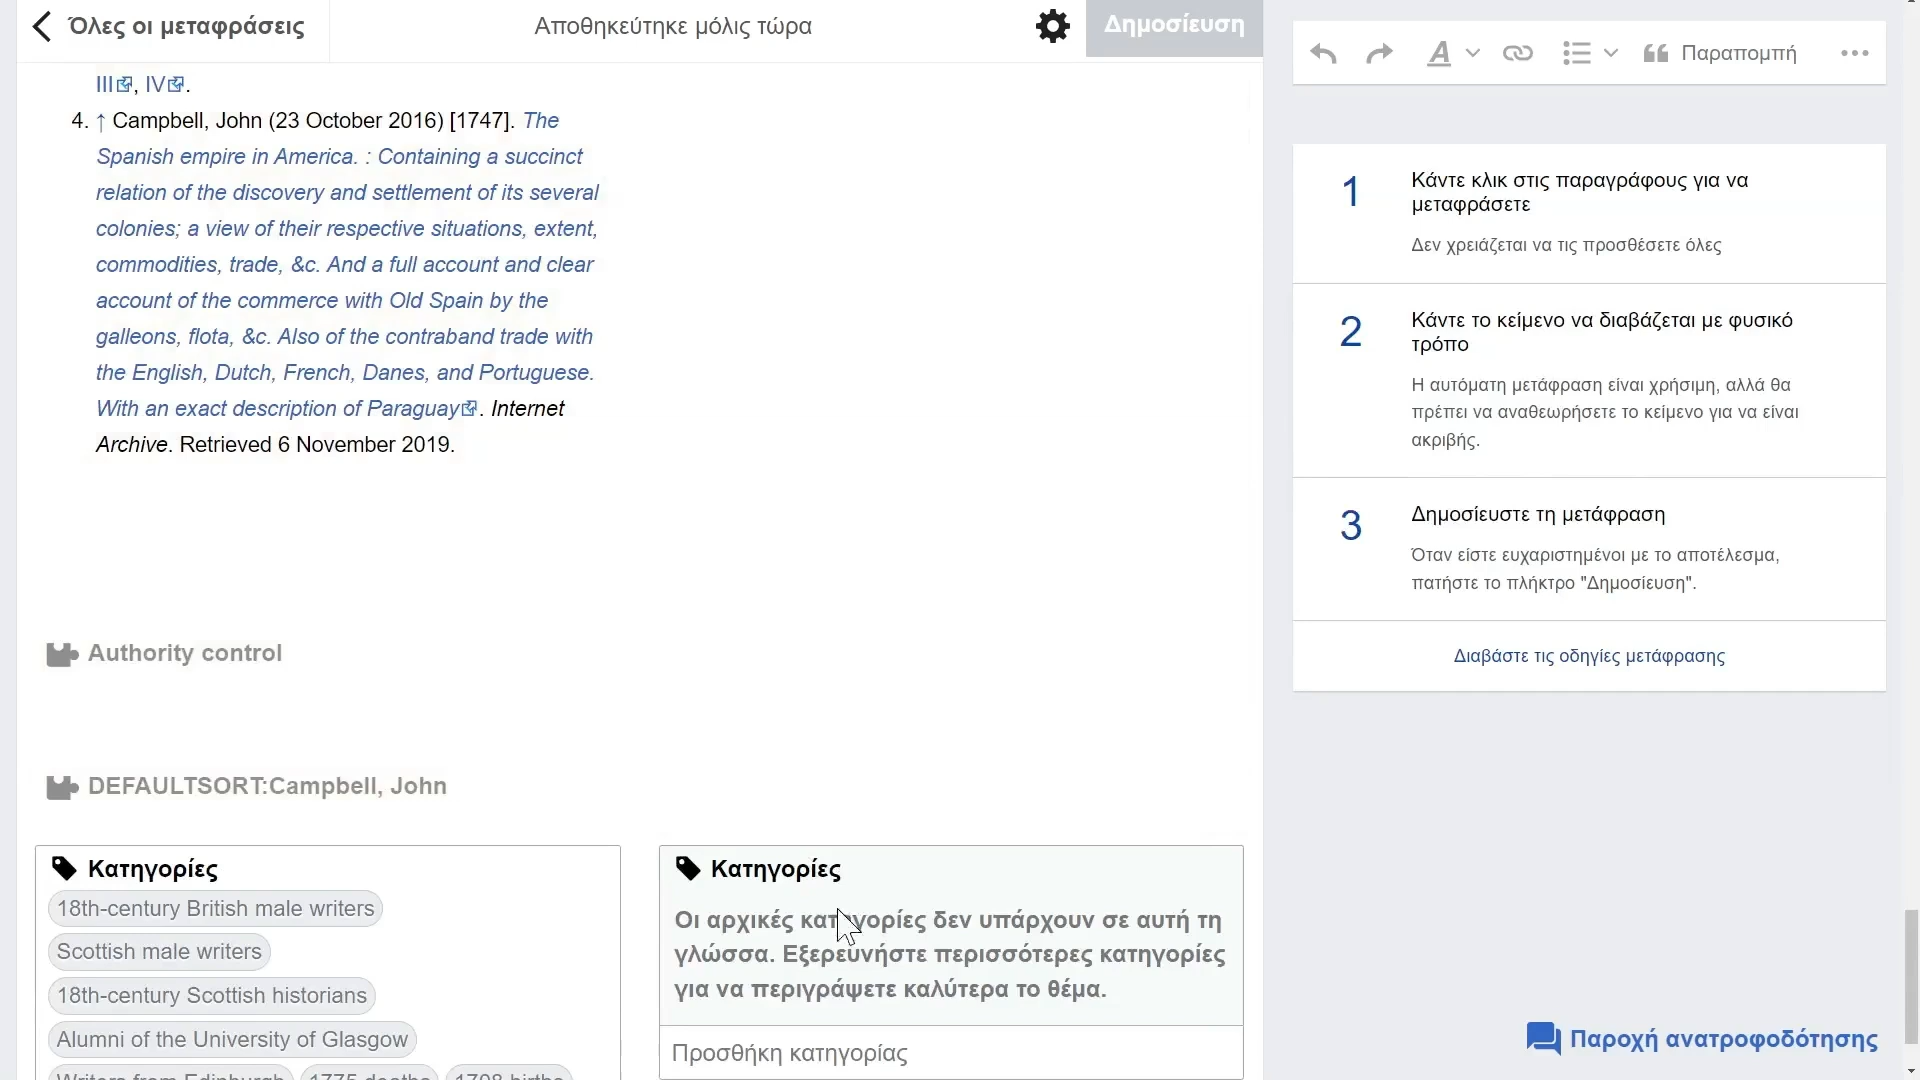 Όλες οι μεταφράσεις
Αποθηκεύτηκε μόλις τώρα
Δημοσίευση
III, IV.
4. ↑ Campbell, John (23 October 2016) [1747]. The
Spanish empire in America. : Containing a succinct
relation of the discovery and settlement of its several
colonies; a view of their respective situations, extent,
commodities, trade, &c. And a full account and clear
account of the commerce with Old Spain by the
galleons, flota, &c. Also of the contraband trade with
the English, Dutch, French, Danes, and Portuguese.
With an exact description of Paraguay. Internet
Archive. Retrieved 6 November 2019.
Authority control
DEFAULTSORT:Campbell, John
Κατηγορίες
18th-century British male writers
Scottish male writers
18th-century Scottish historians
Alumni of the University of Glasgow
Writers from Edinburgh 1775 deaths 1708 births
Κατηγορίες
Οι αρχικές κατηγορίες δεν υπάρχουν σε αυτή τη
γλώσσα. Εξερευνήστε περισσότερες κατηγορίες
για να περιγράψετε καλύτερα το θέμα.
Προσθήκη κατηγορίας
A
Παραπομπή
1
Κάντε κλικ στις παραγράφους για να
μεταφράσετε
Δεν χρειάζεται να τις προσθέσετε όλες
2
Κάντε το κείμενο να διαβάζεται με φυσικό
τρόπο
Η αυτόματη μετάφραση είναι χρήσιμη, αλλά θα
πρέπει να αναθεωρήσετε το κείμενο για να είναι
ακριβής.
3
Δημοσίευστε τη μετάφραση
Όταν είστε ευχαριστημένοι με το αποτέλεσμα,
πατήστε το πλήκτρο "Δημοσίευση".
Διαβάστε τις οδηγίες μετάφρασης
Παροχή ανατροφοδότησης